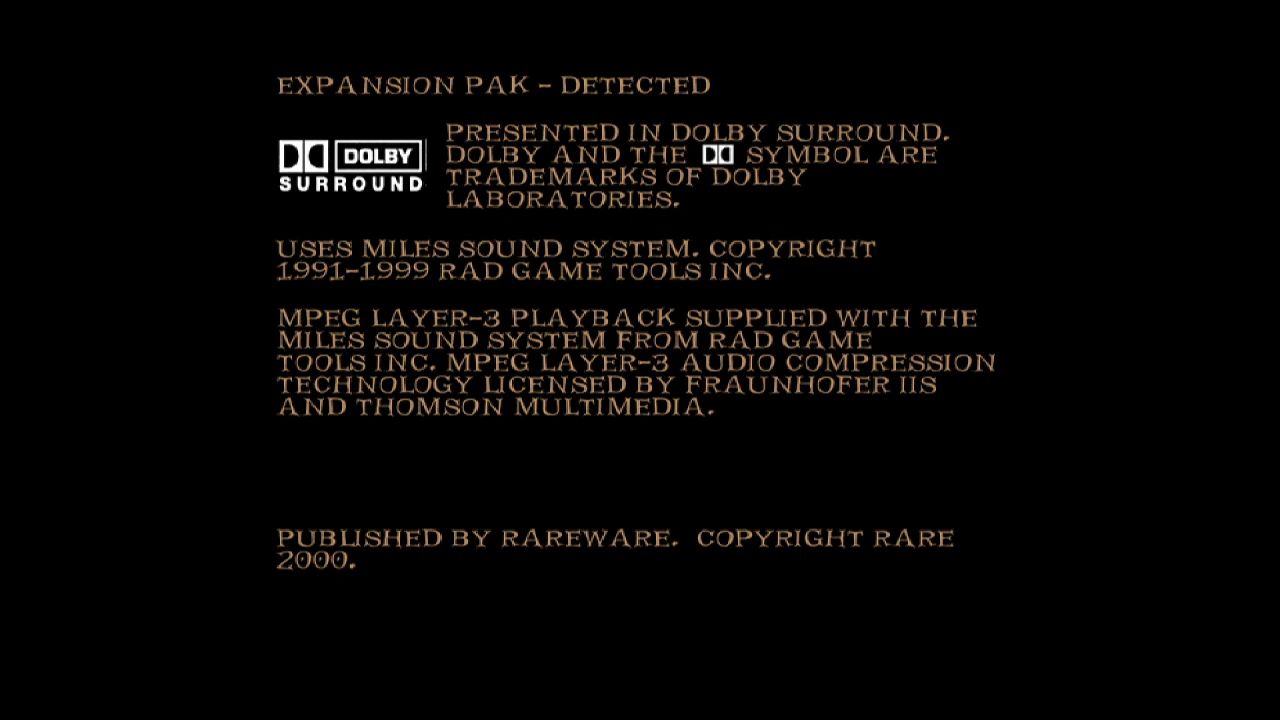 EXPANSION PAK - DETECTED
PRESENTED IN DOLBY SURROUND.
DOLBY AND THE SYMBOL ARE
TRADEMARKS OF DOLBY
LABORATORIES.
DOLBY
SURROUND
USES MILES SOUND SYSTEM. COPYRIGHT
1991-1999 RAD GAME TOOLS INC.
MPEG LAYER-3 PLAYBACK SUPPLIED WITH THE
MILES SOUND SYSTEM FROM RAD GAME
TOOLS INC. MPEG LAYER-3 AUDIO COMPRESSION
TECHNOLOGY LICENSED BY FRAUNHOFER IIS
AND THOMSON MULTIMEDIA.
PUBLISHED BY RAREWARE. COPYRIGHT RARE
2000.